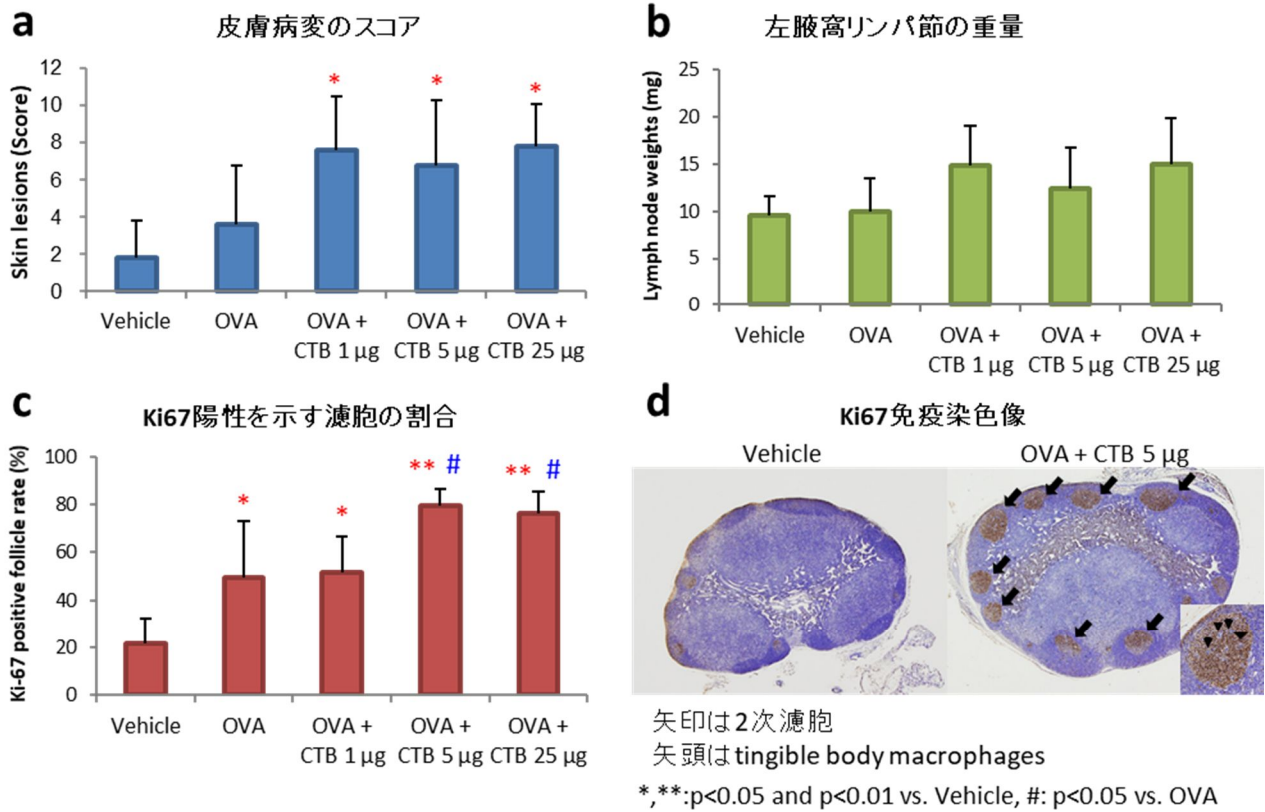 a
皮膚病変のスコア
Skin lesions (Score)
12
10
8
6
4
2
0
*
*
*
Vehicle
OVA
OVA +
CTB 1 µg
OVA +
CTB 5 µg
OVA +
CTB 25 µg
b
左腋窩リンパ節の重量
Lymph node weights (mg)
25
20
15
10
5
0
Vehicle
OVA
OVA +
CTB 1 µg
OVA +
CTB 5 µg
OVA +
CTB 25 µg
c
Ki67陽性を示す濾胞の割合
Ki-67 positive follicle rate (%)
100
80
60
40
20
0
*
*
** #
** #
Vehicle
OVA
OVA +
CTB 1 µg
OVA +
CTB 5 µg
OVA +
CTB 25 µg
d
Ki67免疫染色像
Vehicle
OVA + CTB 5 µg
矢印は2次濾胞
矢頭はtingible body macrophages
*,**:p<0.05 and p<0.01 vs. Vehicle, #: p<0.05 vs. OVA